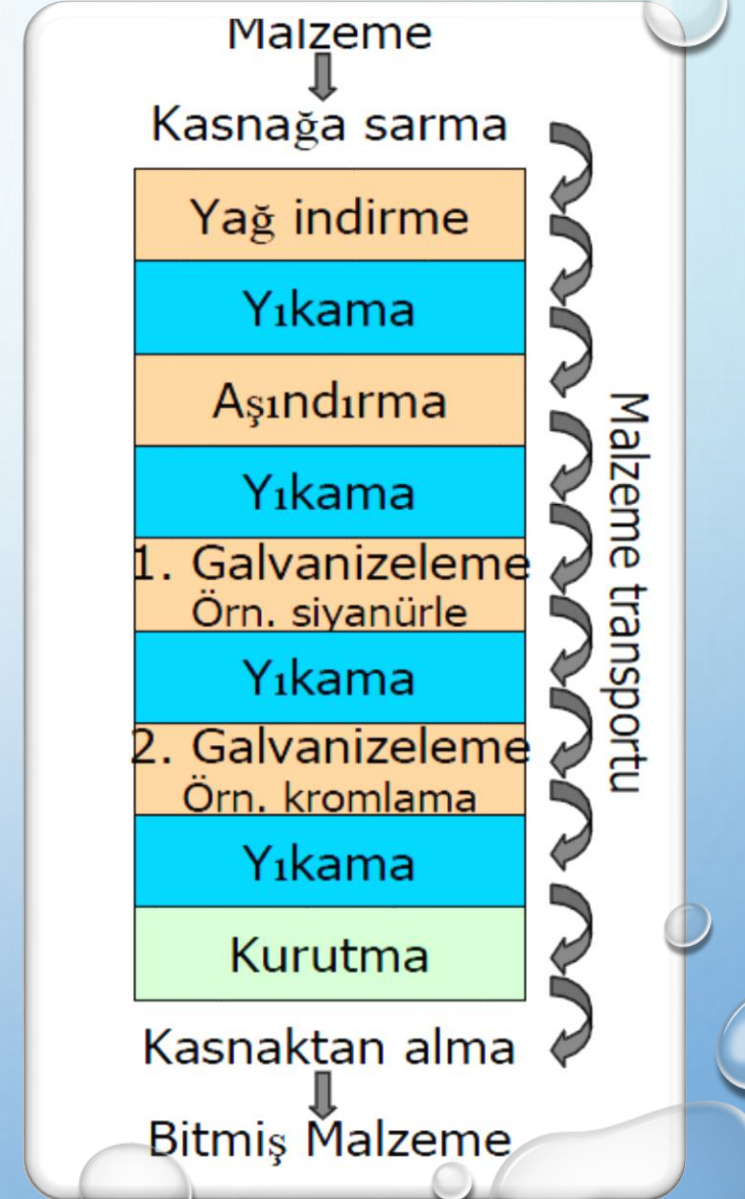 Malzeme
Kasnağa sarma
Yağ indirme
Yıkama
Aşındırma
Yıkama
1. Galvanizeleme
Örn. siyanürle
Yıkama
2. Galvanizeleme
Örn. kromlama
Yıkama
Kurutma
Kasnaktan alma
Bitmiş Malzeme
Malzeme transportu